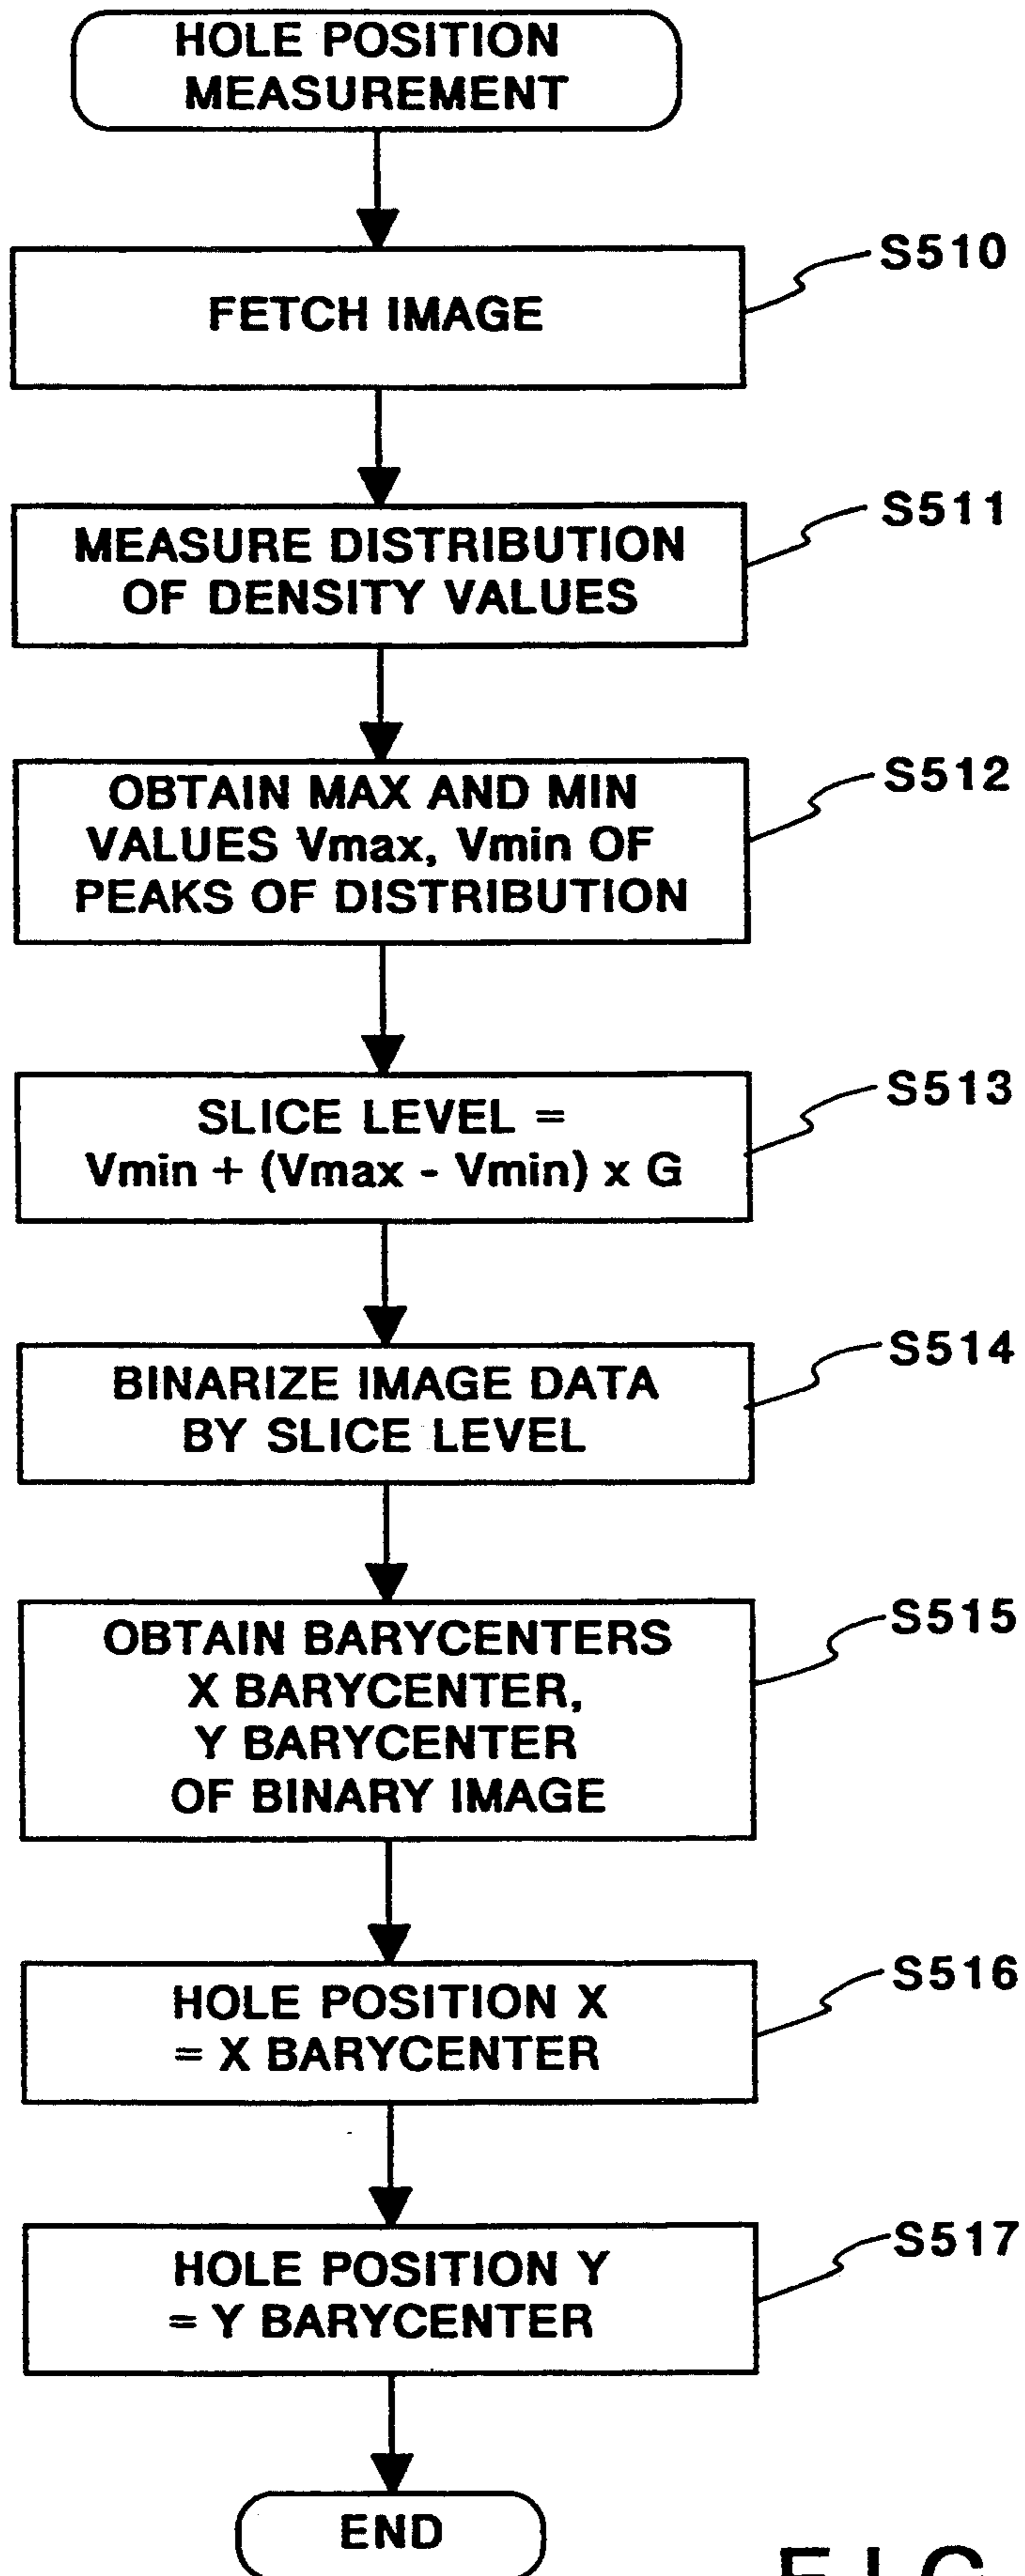 HOLE POSITION
MEASUREMENT
S510
FETCH IMAGE
S511
MEASURE DISTRIBUTION
OF DENSITY VALUES
S512
OBTAIN MAX AND MIN
VALUES Vmax, Vmin OF
PEAKS OF DISTRIBUTION
S513
SLICE LEVEL =
Vmin + (Vmax - Vmin) x G
S514
BINARIZE IMAGE DATA
BY SLICE LEVEL
S515
OBTAIN BARYCENTERS
X BARYCENTER,
Y BARYCENTER
OF BINARY IMAGE
S516
HOLE POSITION X
= X BARYCENTER
S517
HOLE POSITION Y
= Y BARYCENTER
END
FIG